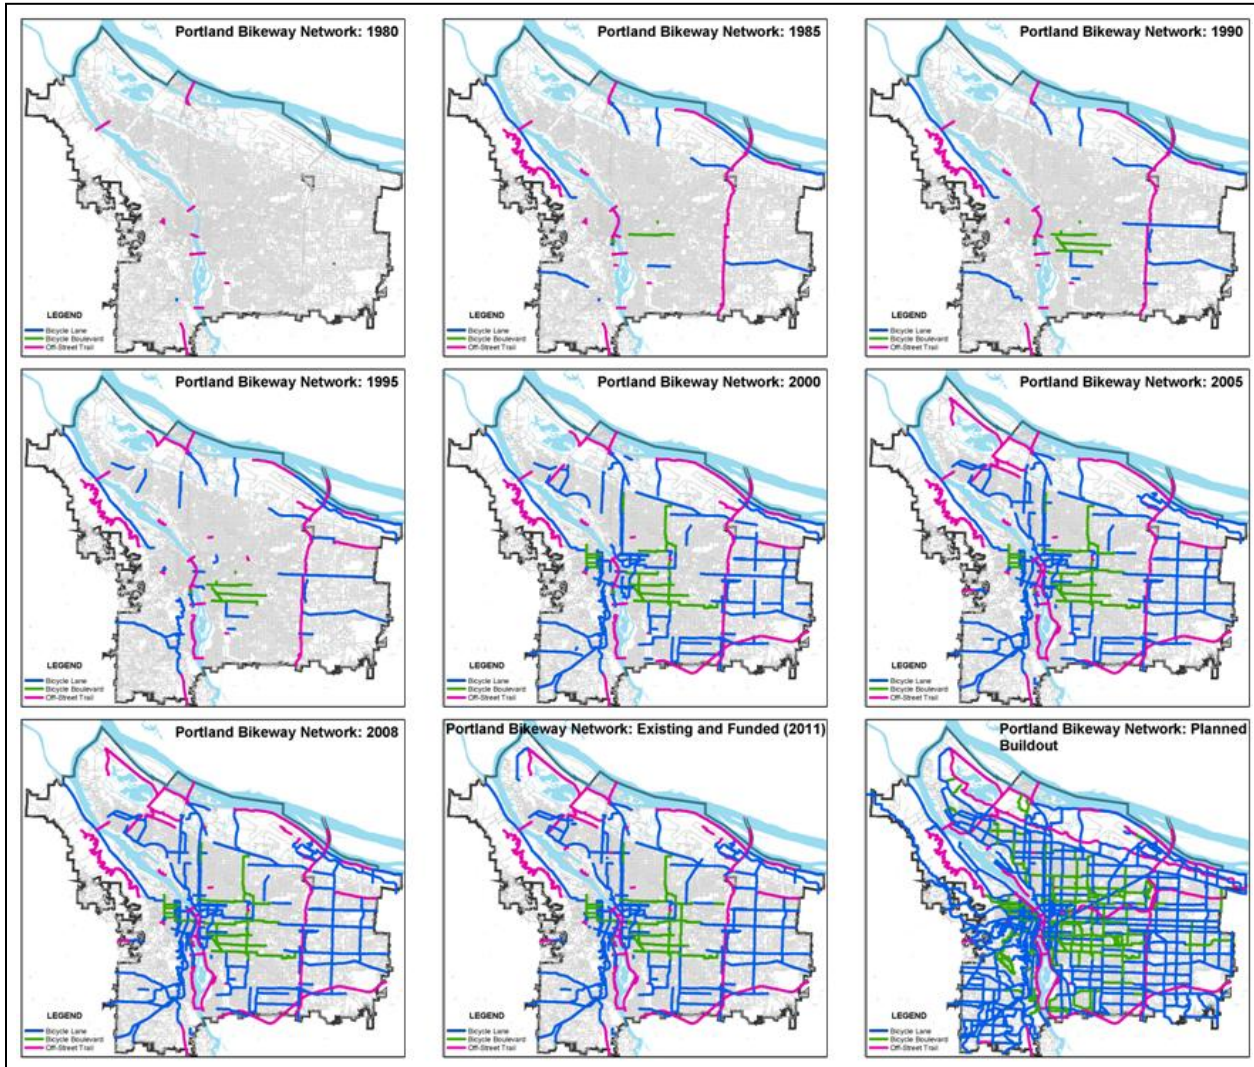 Portland Bikeway Network: 1980
LEGEND
Bicycle Lane
Bicycle Boulevard
Off-Street Trail
Portland Bikeway Network: 1985
LEGEND
Bicycle Lane
Bicycle Boulevard
Off-Street Trail
Portland Bikeway Network: 1990
LEGEND
Bicycle Lane
Bicycle Boulevard
Off-Street Trail
Portland Bikeway Network: 1995
LEGEND
Bicycle Lane
Bicycle Boulevard
Off-Street Trail
Portland Bikeway Network: 2000
LEGEND
Bicycle Lane
Bicycle Boulevard
Off-Street Trail
Portland Bikeway Network: 2005
LEGEND
Bicycle Lane
Bicycle Boulevard
Off-Street Trail
Portland Bikeway Network: 2008
LEGEND
Bicycle Lane
Bicycle Boulevard
Off-Street Trail
Portland Bikeway Network: Existing and Funded (2011)
LEGEND
Bicycle Lane
Bicycle Boulevard
Off-Street Trail
Portland Bikeway Network: Planned
Buildout
LEGEND
Bicycle Lane
Bicycle Boulevard
Off-Street Trail